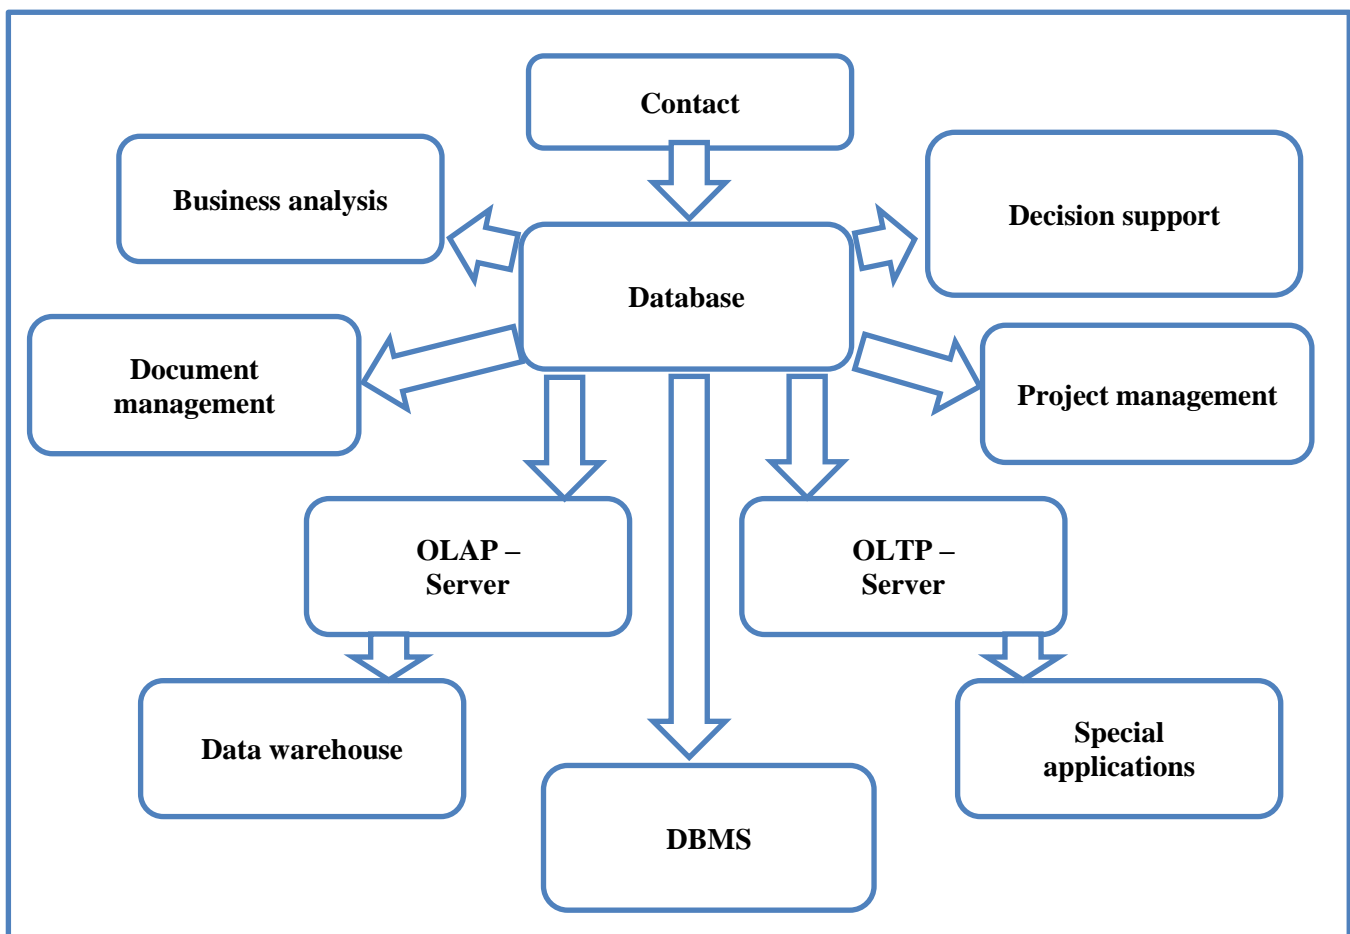 Contact
Business analysis
Decision support
Database
Document
management
Project management
OLAP –
Server
OLTP –
Server
Data warehouse
Special
applications
DBMS